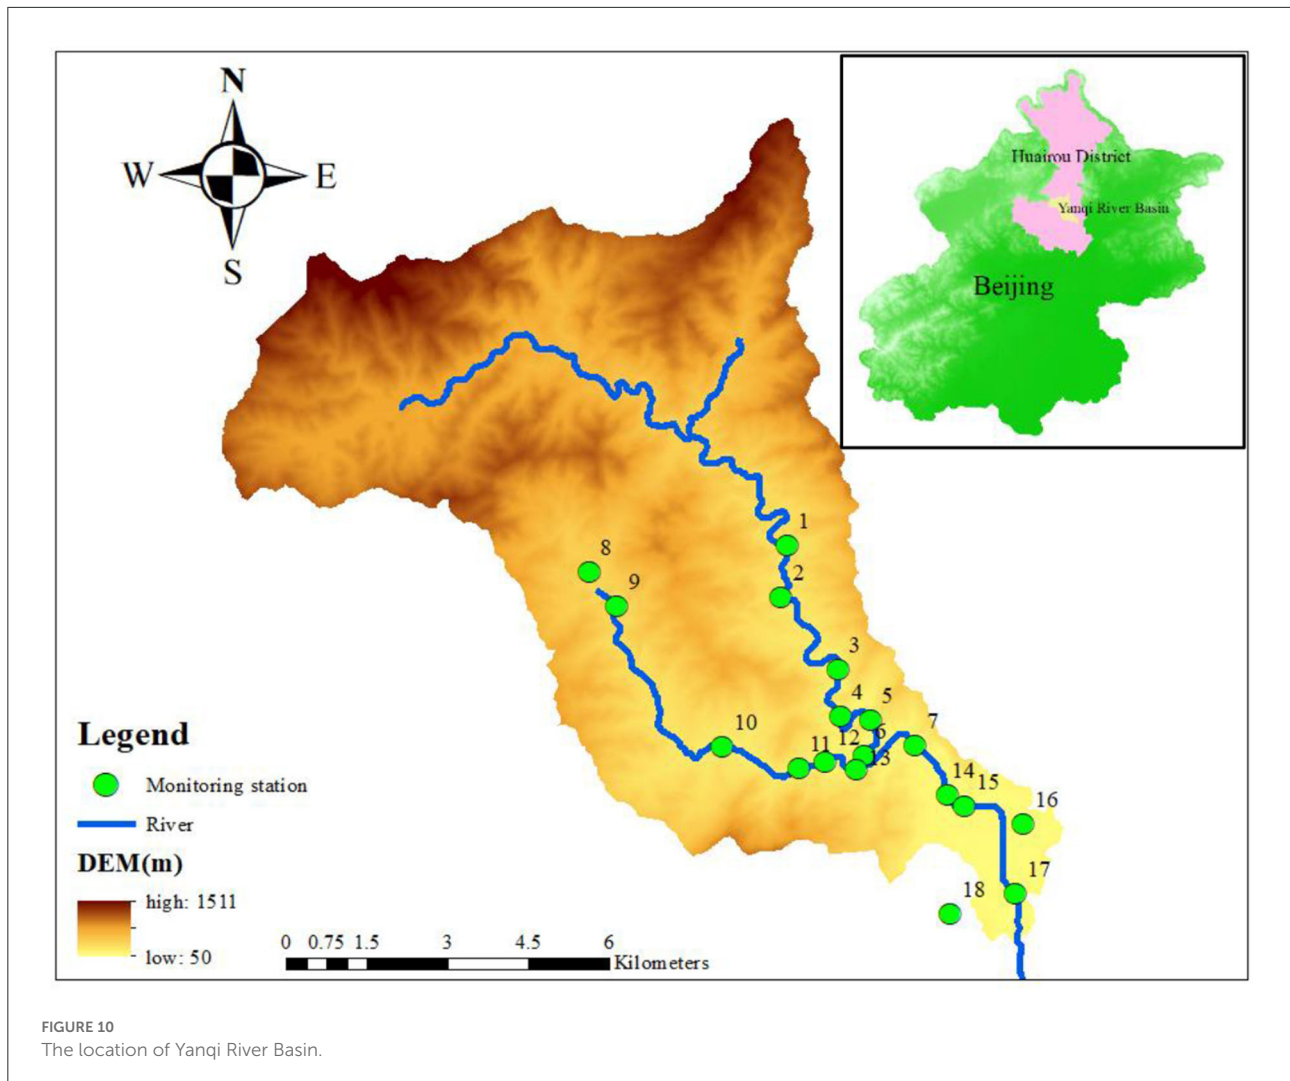 N
W
E
S
Huairou District
Yanqi River Basin
Beijing
1
2
8
9
3
4
5
10
12
6
7
11
13
14
15
16
17
18
Legend
Monitoring station
River
DEM(m)
high: 1511
low: 50
0 0.75 1.5 3 4.5 6
Kilometers
FIGURE 10
The location of Yanqi River Basin.